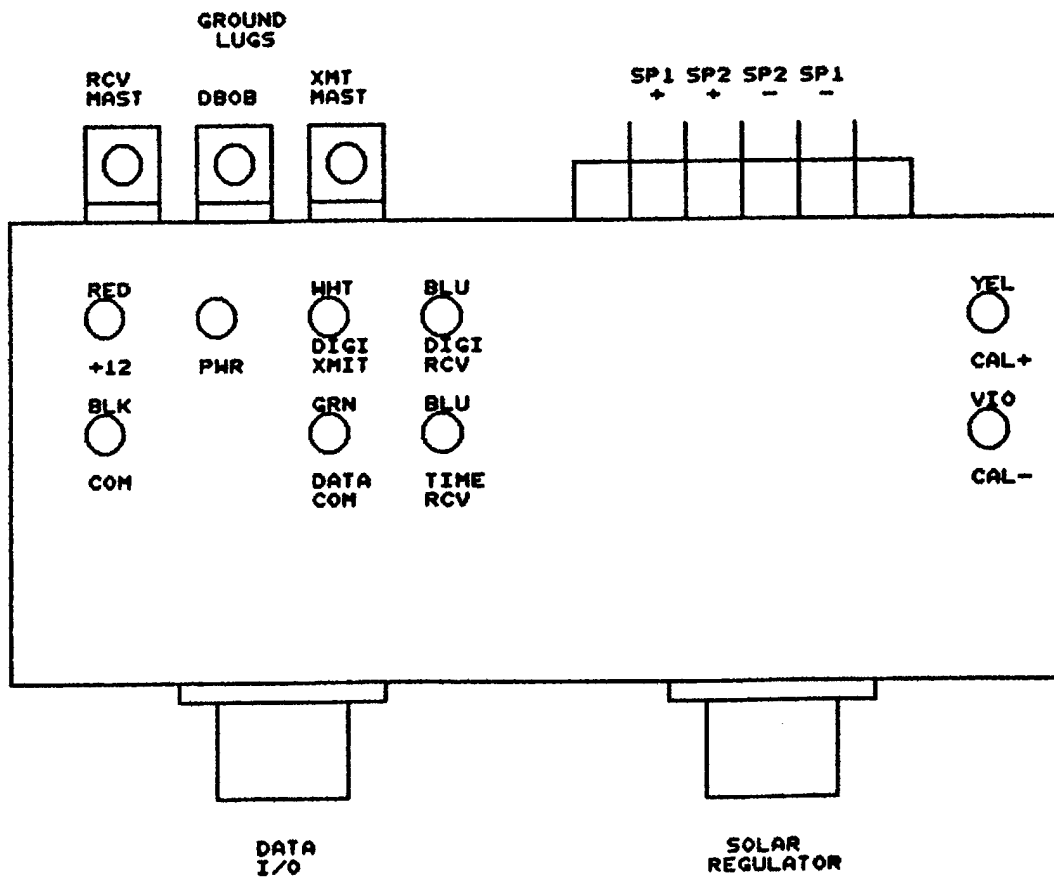 GROUND
LUGS
RCV
MAST
DBOB
XMT
MAST
SP1 SP2 SP2 SP1
+ + - -
RED
WHT
BLU
YEL
+12
PWR
DIGI
XMIT
DIGI
RCV
CAL+
BLK
GRN
BLU
VIO
COM
DATA
COM
TIME
RCV
CAL-
DATA
I/O
SOLAR
REGULATOR